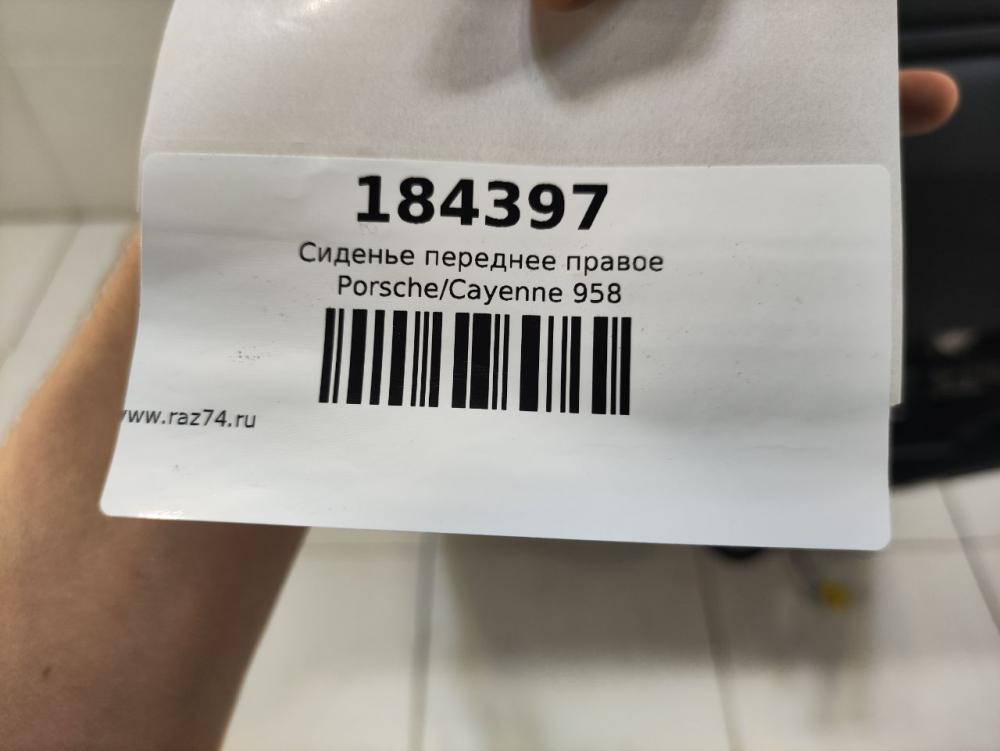 184397
Сиденье переднее правое
Porsche/Cayenne 958
www.raz74.ru